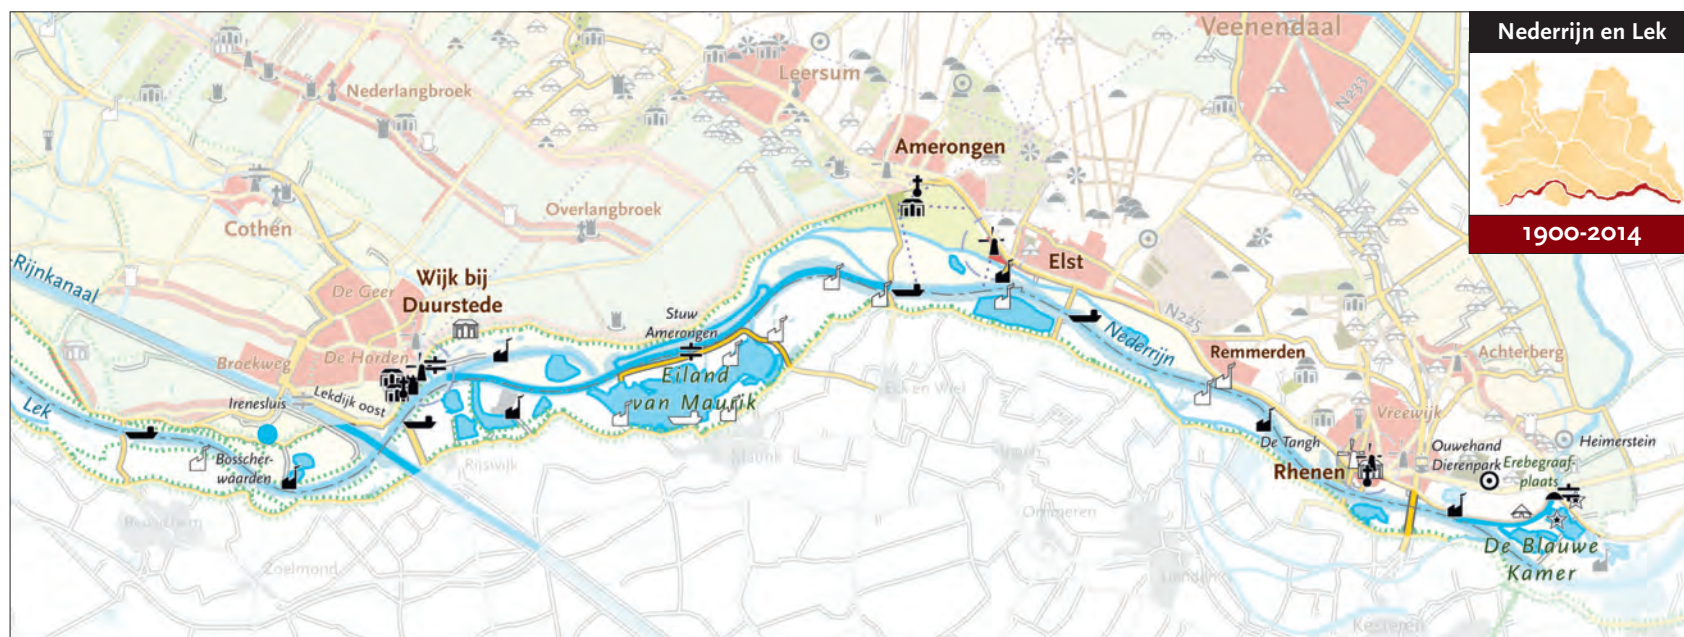 Nederrijn en Lek
1900-2014
Veenendaal
Leersum
Nederlangbroek
N233
Amerongen
Overlangbroek
Cothen
Elst
Rijnkanaal
Wijk bij
Duurstede
De Geer
Stuw
Amerongen
N225
Nederrijn
Remmerden
Achterberg
Broekweg
De Horden
Eiland
van Maurik
Eck en Wiel
Lek
Irenesluis
Lekdijk oost
Vreewijk
De Tangh
Ouwehand
Dierenpark
Heimerstein
Erebegraaf-
plaats
Bosscher-
waarden
Rijswijk
Maurik
Rhenen
Ommeren
De Blauwe
Kamer
Zoelmond
Lienden
Kesteren